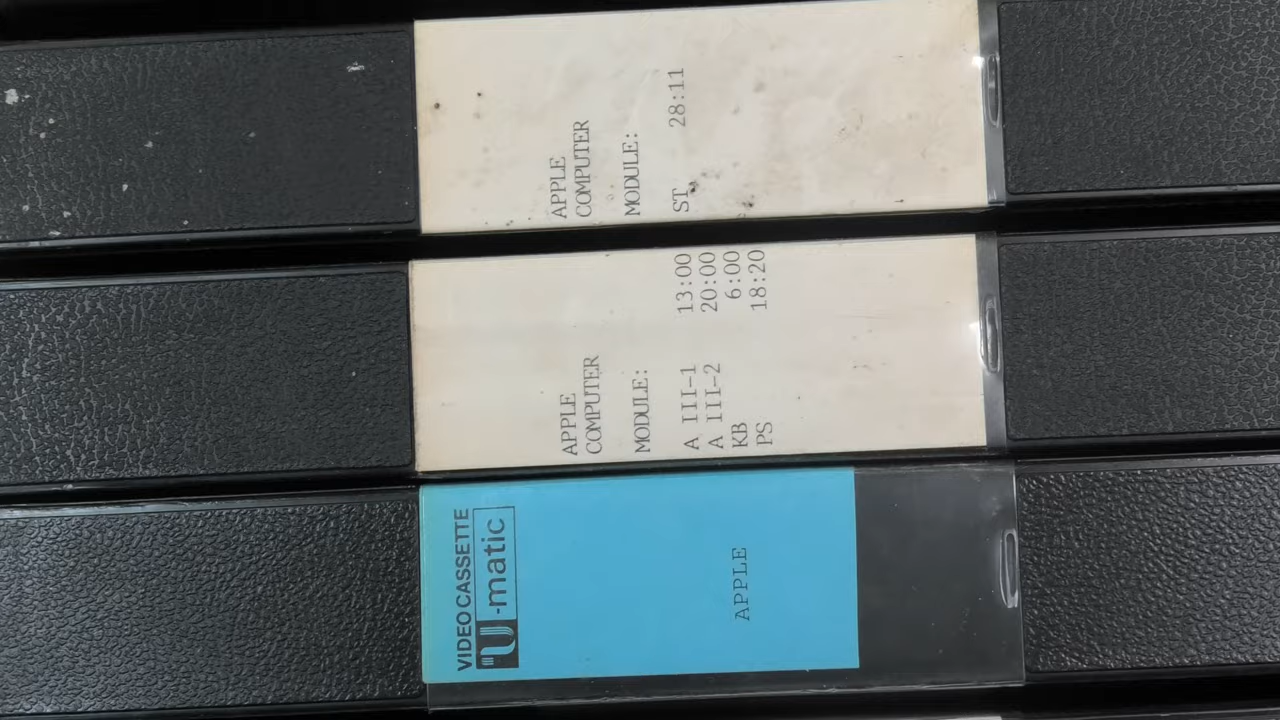 APPLE
COMPUTER
MODULE:
ST 28:11
APPLE
COMPUTER
MODULE:
A III-1 13:00
A III-2 20:00
KB 6:00
PS 18:20
VIDEO CASSETTE
U-matic
APPLE